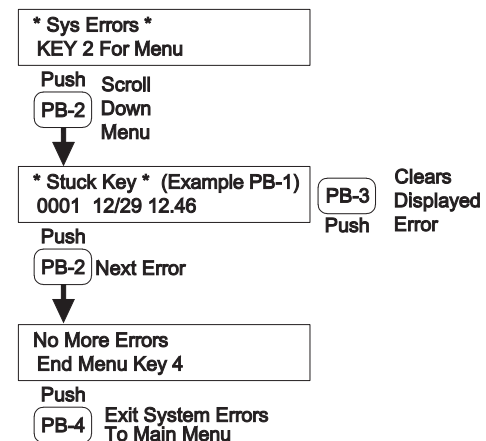 * Sys Errors *
KEY 2 For Menu
Push
PB-2
Scroll
Down
Menu
* Stuck Key * (Example PB-1)
0001 12/29 12.46
PB-3
Push
Clears
Displayed
Error
Push
PB-2
Next Error
No More Errors
End Menu Key 4
Push
PB-4
Exit System Errors
To Main Menu